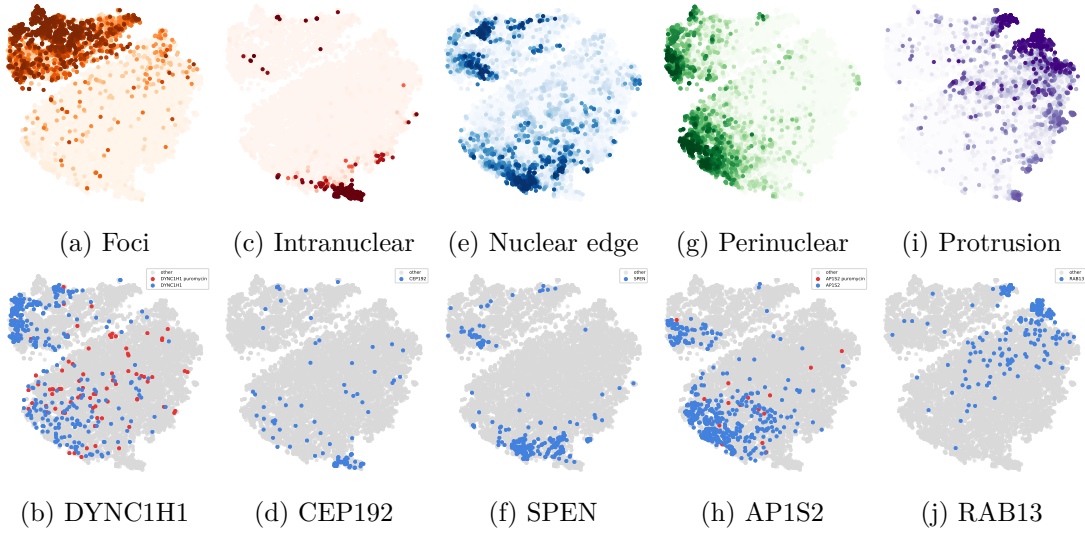 (a) Foci
(c) Intranuclear
(e) Nuclear edge
(g) Perinuclear
(i) Protrusion
other
DYNC1H1 puromycin
DYNC1H1
other
CEP192
other
SPEN
other
AP1S2 puromycin
AP1S2
other
RAB13
(b) DYNC1H1
(d) CEP192
(f) SPEN
(h) AP1S2
(j) RAB13